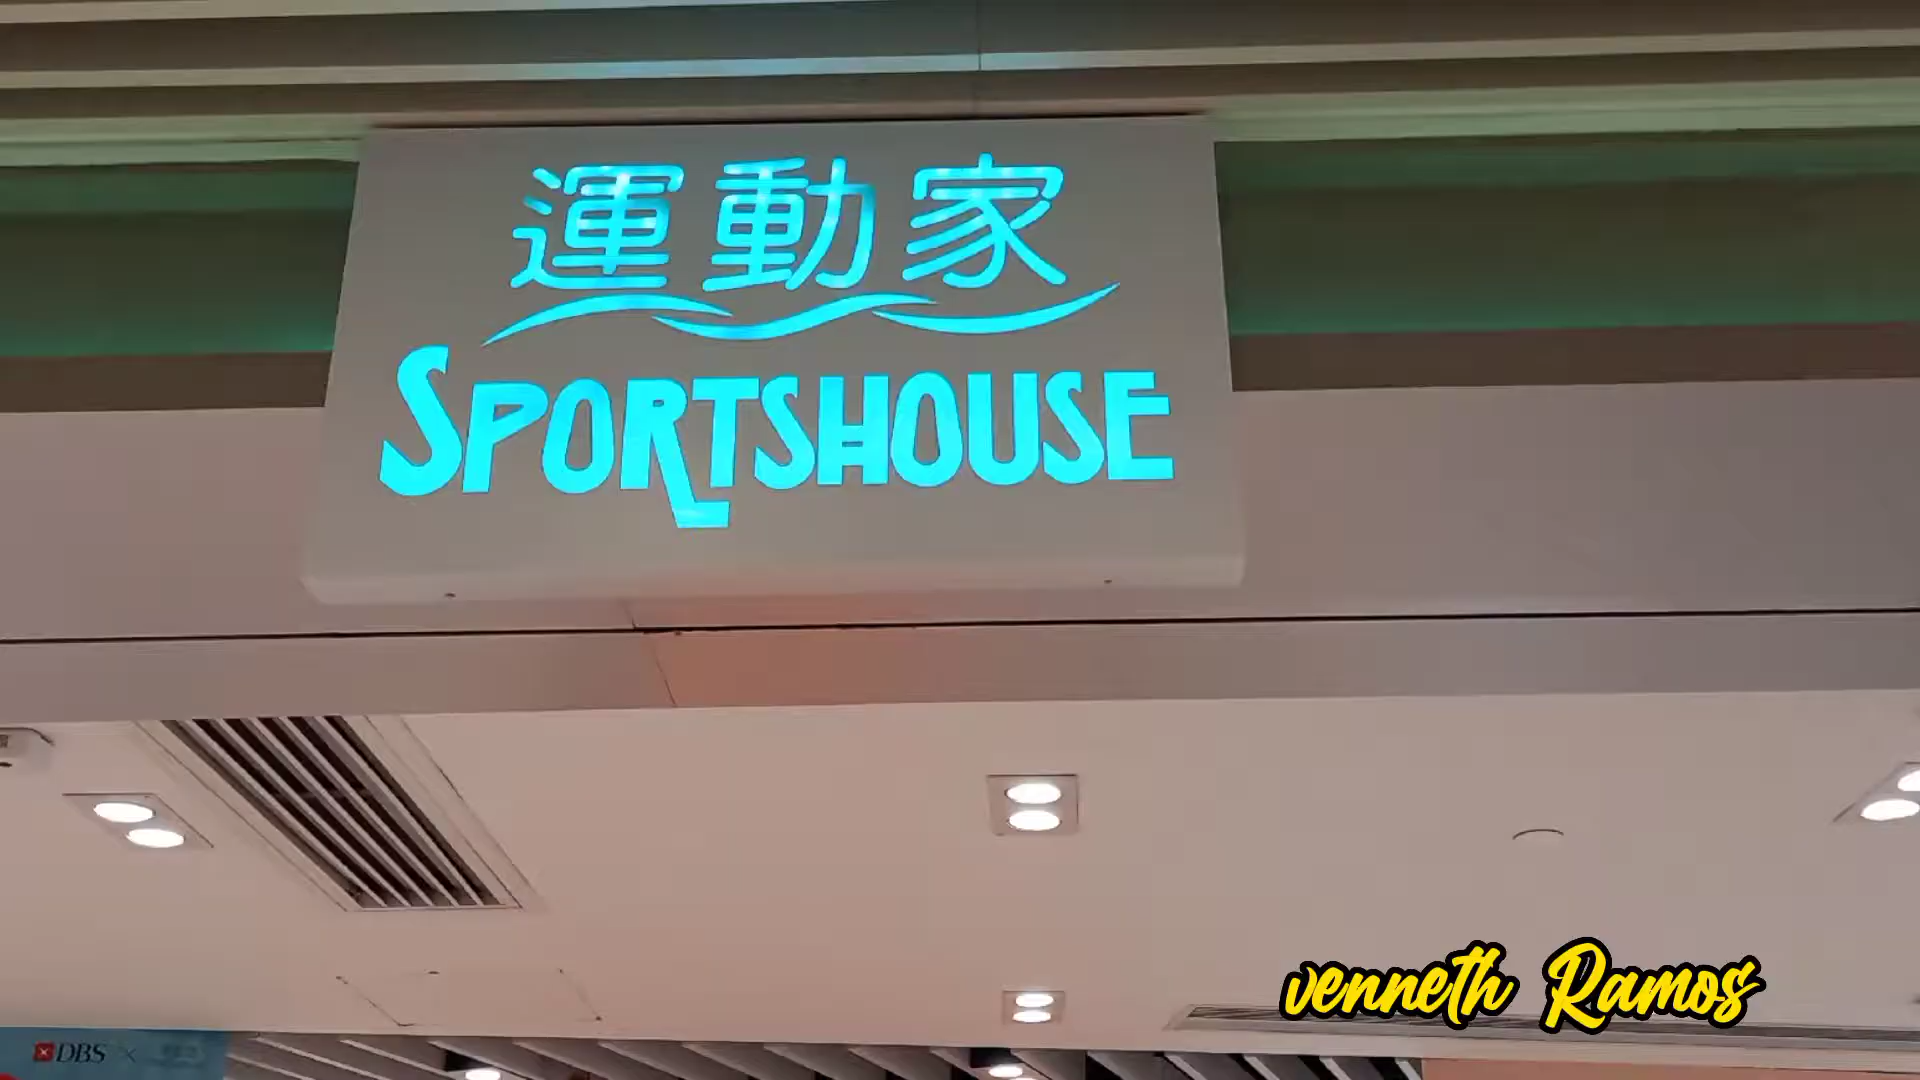 運動家
SPORTSHOUSE
venneth Ramos
DBS